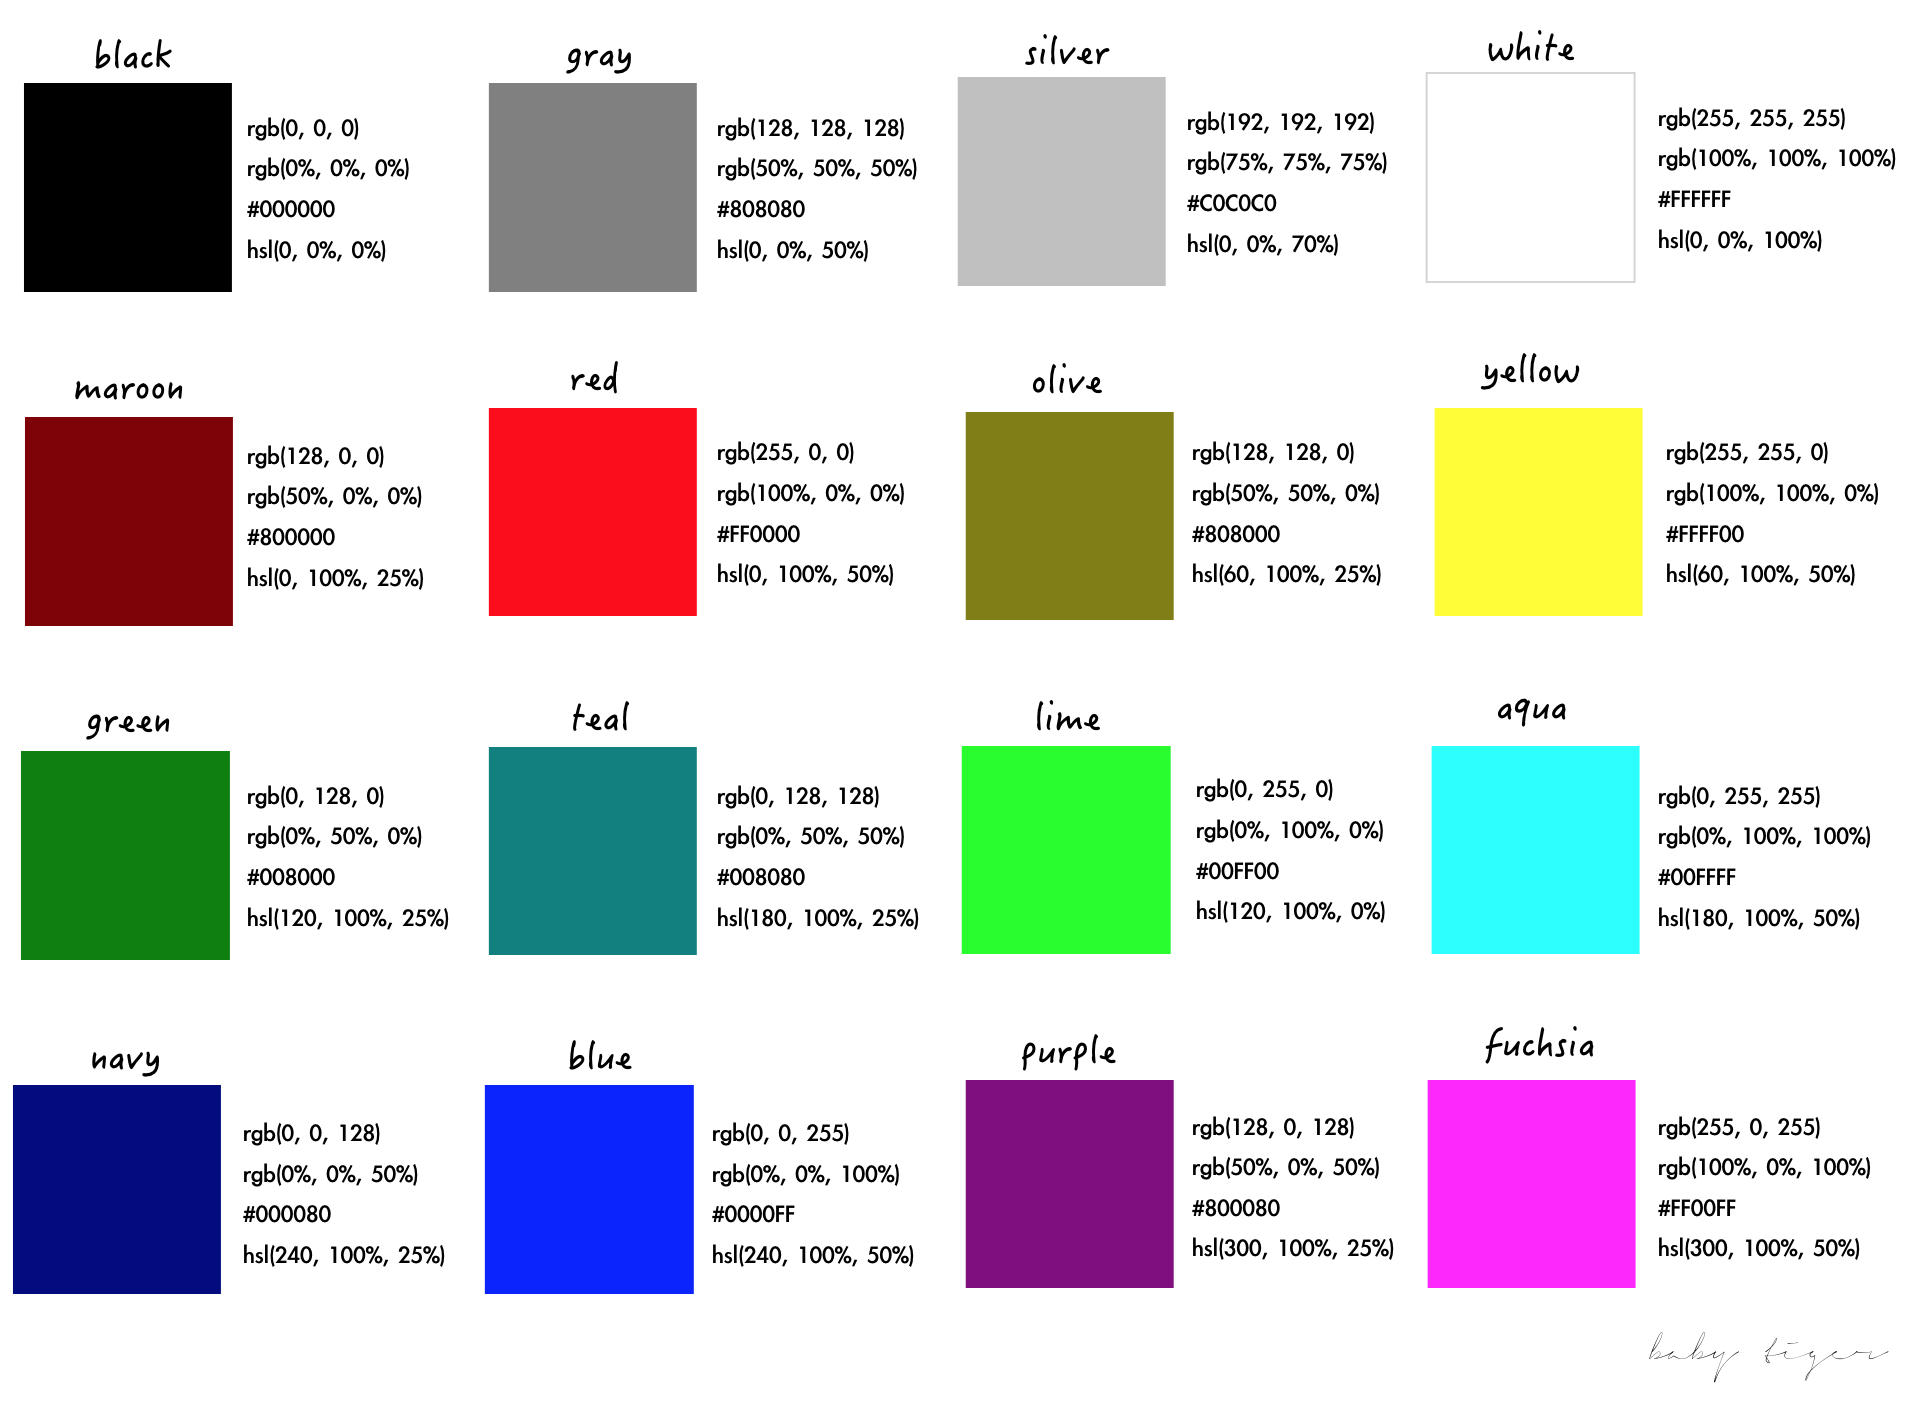 black
rgb(0, 0, 0)
rgb(0%, 0%, 0%)
#000000
hsl(0, 0%, 0%)
gray
rgb(128, 128, 128)
rgb(50%, 50%, 50%)
#808080
hsl(0, 0%, 50%)
silver
rgb(192, 192, 192)
rgb(75%, 75%, 75%)
#C0C0C0
hsl(0, 0%, 70%)
white
rgb(255, 255, 255)
rgb(100%, 100%, 100%)
#FFFFFF
hsl(0, 0%, 100%)
maroon
rgb(128, 0, 0)
rgb(50%, 0%, 0%)
#800000
hsl(0, 100%, 25%)
red
rgb(255, 0, 0)
rgb(100%, 0%, 0%)
#FF0000
hsl(0, 100%, 50%)
olive
rgb(128, 128, 0)
rgb(50%, 50%, 0%)
#808000
hsl(60, 100%, 25%)
yellow
rgb(255, 255, 0)
rgb(100%, 100%, 0%)
#FFFF00
hsl(60, 100%, 50%)
green
rgb(0, 128, 0)
rgb(0%, 50%, 0%)
#008000
hsl(120, 100%, 25%)
teal
rgb(0, 128, 128)
rgb(0%, 50%, 50%)
#008080
hsl(180, 100%, 25%)
lime
rgb(0, 255, 0)
rgb(0%, 100%, 0%)
#00FF00
hsl(120, 100%, 0%)
aqua
rgb(0, 255, 255)
rgb(0%, 100%, 100%)
#00FFFF
hsl(180, 100%, 50%)
navy
rgb(0, 0, 128)
rgb(0%, 0%, 50%)
#000080
hsl(240, 100%, 25%)
blue
rgb(0, 0, 255)
rgb(0%, 0%, 100%)
#0000FF
hsl(240, 100%, 50%)
purple
rgb(128, 0, 128)
rgb(50%, 0%, 50%)
#800080
hsl(300, 100%, 25%)
fuchsia
rgb(255, 0, 255)
rgb(100%, 0%, 100%)
#FF00FF
hsl(300, 100%, 50%)
baby tiger